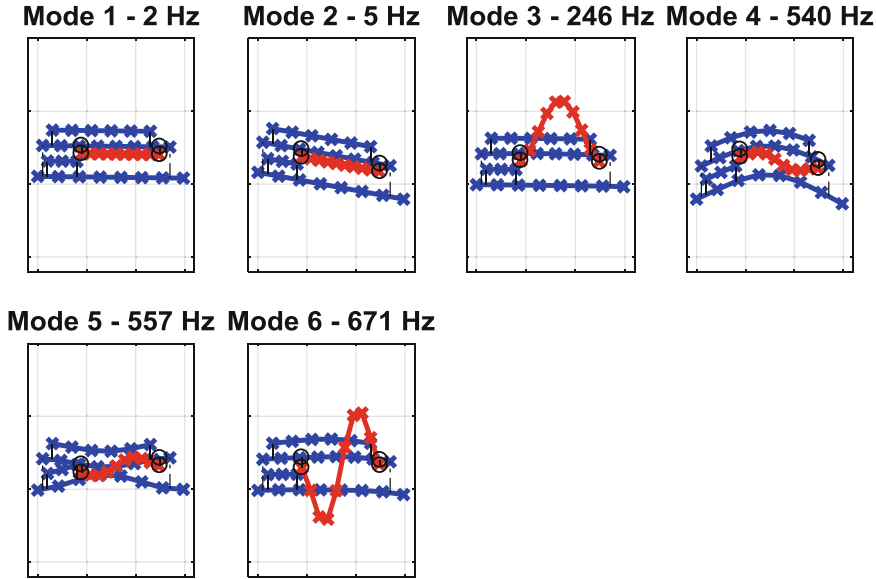 Mode 1 - 2 Hz
Mode 2 - 5 Hz
Mode 3 - 246 Hz
Mode 4 - 540 Hz
Mode 5 - 557 Hz
Mode 6 - 671 Hz